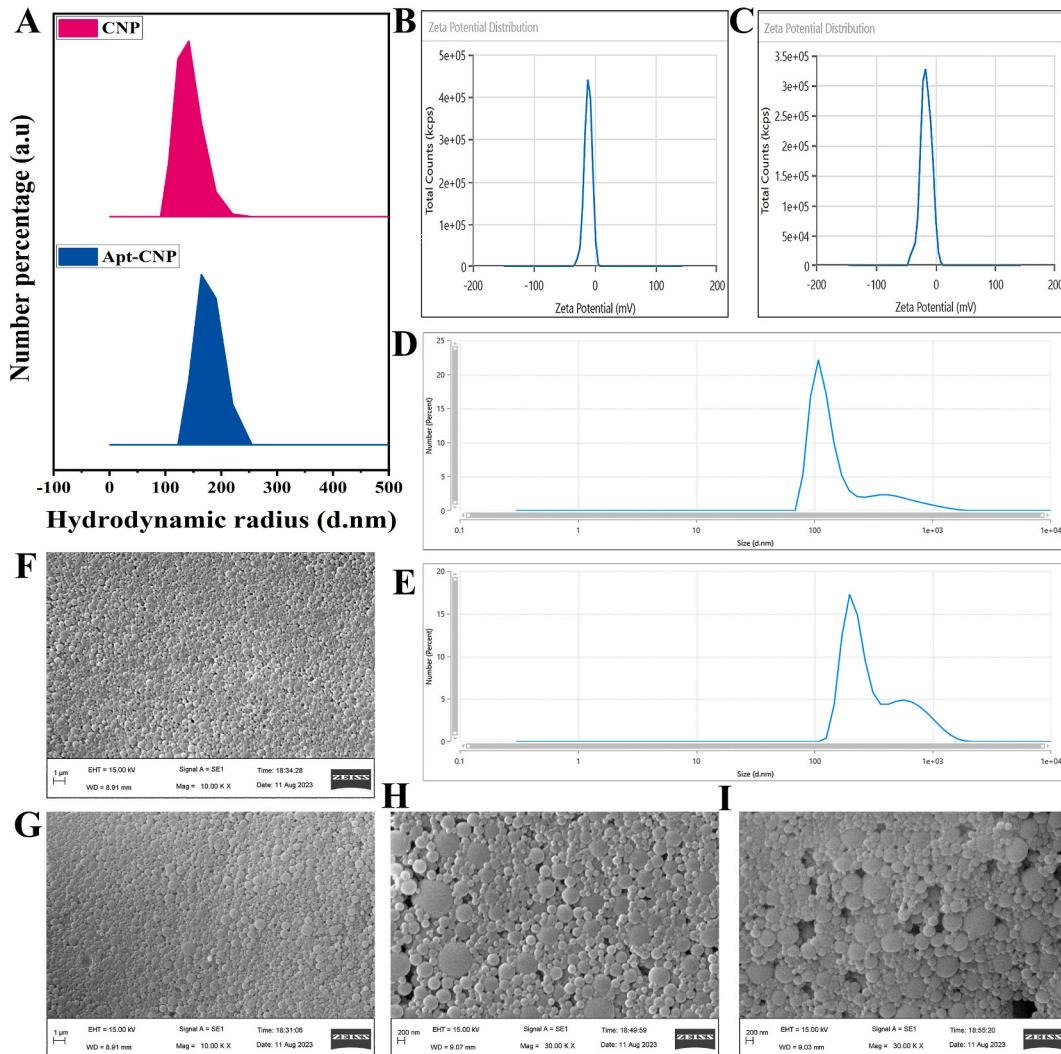 A
CNP
Apt-CNP
Number percentage (a.u)
-100 0 100 200 300 400 500
Hydrodynamic radius (d.nm)
B
Zeta Potential Distribution
5e+05
4e+05
3e+05
2e+05
1e+05
0
Total Counts (kcps)
-200 -100 0 100 200
Zeta Potential (mV)
C
Zeta Potential Distribution
3.5e+05
3e+05
2.5e+05
2e+05
1.5e+05
1e+05
5e+04
0
Total Counts (kcps)
-200 -100 0 100 200
Zeta Potential (mV)
D
25
20
15
10
5
0
Number (Percent)
0.1 1 10 100 1e+03 1e+04
Size (d.nm)
E
20
15
10
5
0
Number (Percent)
0.1 1 10 100 1e+03 1e+04
Size (d.nm)
F
1 µm
EHT = 15.00 kV Signal A = SE1 Time: 18:34:28
WD = 8.91 mm Mag = 10.00 K X Date: 11 Aug 2023
ZEISS
G
1 µm
EHT = 15.00 kV Signal A = SE1 Time: 18:31:06
WD = 8.91 mm Mag = 10.00 K X Date: 11 Aug 2023
ZEISS
H
200 nm
EHT = 15.00 kV Signal A = SE1 Time: 18:49:59
WD = 9.07 mm Mag = 30.00 K X Date: 11 Aug 2023
ZEISS
I
200 nm
EHT = 15.00 kV Signal A = SE1 Time: 18:55:20
WD = 9.03 mm Mag = 30.00 K X Date: 11 Aug 2023
ZEISS